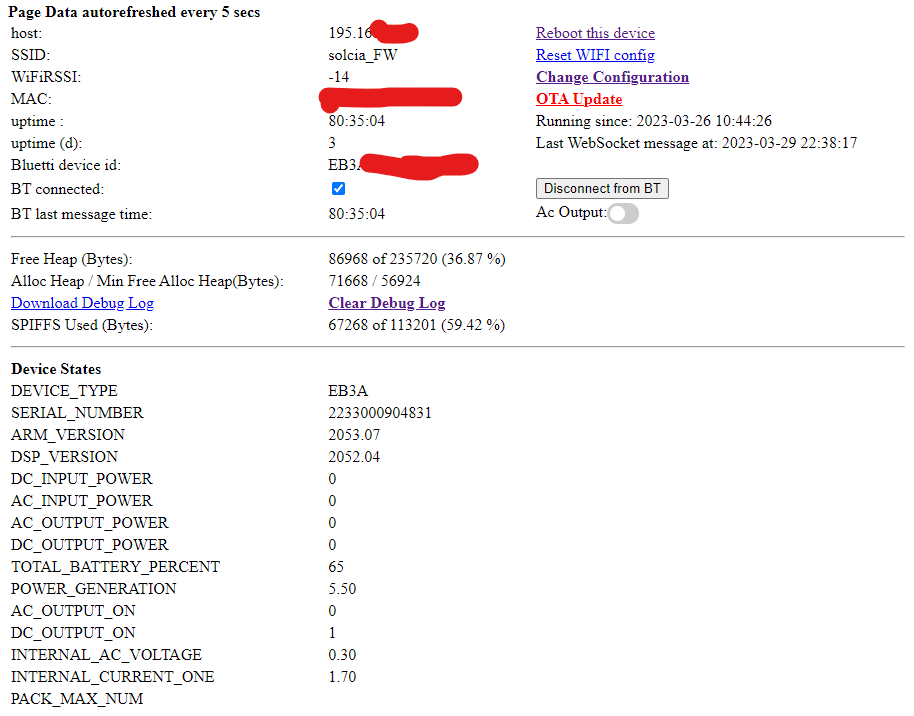 Page Data autorefreshed every 5 secs
host: 195.16 Reboot this device
SSID: solcia_FW Reset WIFI config
WiFiRSSI: -14 Change Configuration
MAC: OTA Update
uptime : 80:35:04 Running since: 2023-03-26 10:44:26
uptime (d): 3 Last WebSocket message at: 2023-03-29 22:38:17
Bluetti device id: EB3A
BT connected: Disconnect from BT
BT last message time: 80:35:04 Ac Output:
Free Heap (Bytes): 86968 of 235720 (36.87 %)
Alloc Heap / Min Free Alloc Heap(Bytes): 71668 / 56924
Download Debug Log Clear Debug Log
SPIFFS Used (Bytes): 67268 of 113201 (59.42 %)
Device States
DEVICE_TYPE EB3A
SERIAL_NUMBER 2233000904831
ARM_VERSION 2053.07
DSP_VERSION 2052.04
DC_INPUT_POWER 0
AC_INPUT_POWER 0
AC_OUTPUT_POWER 0
DC_OUTPUT_POWER 0
TOTAL_BATTERY_PERCENT 65
POWER_GENERATION 5.50
AC_OUTPUT_ON 0
DC_OUTPUT_ON 1
INTERNAL_AC_VOLTAGE 0.30
INTERNAL_CURRENT_ONE 1.70
PACK_MAX_NUM